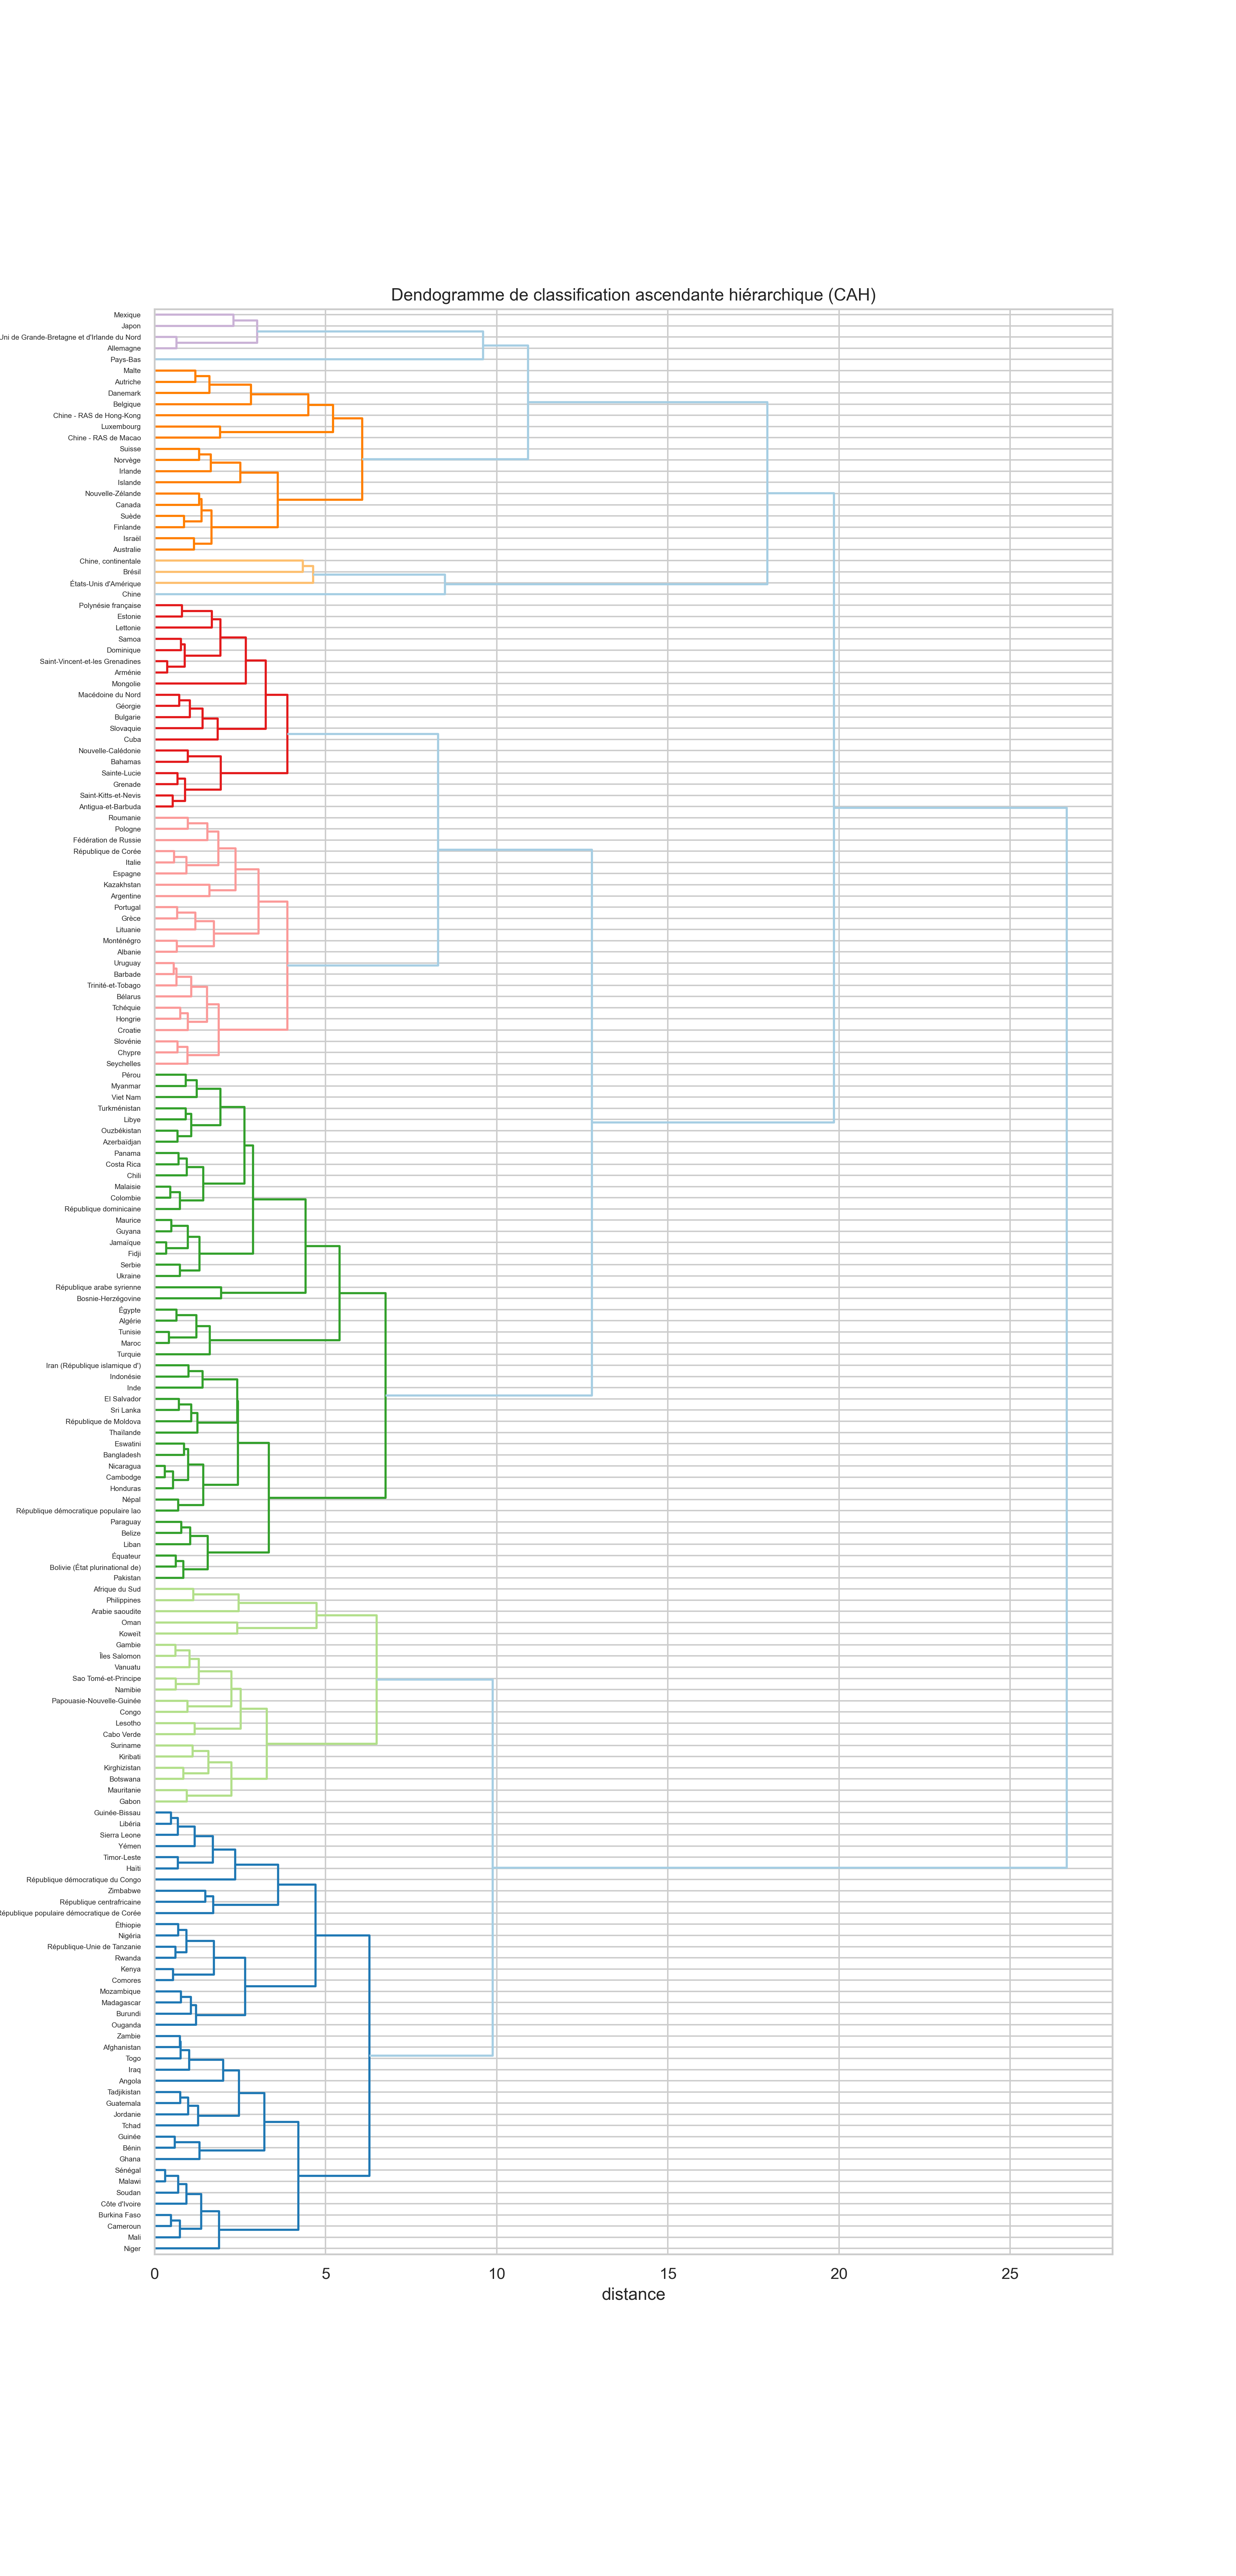 Dendogramme de classification ascendante hiérarchique (CAH)
Mexique
Japon
Uni de Grande-Bretagne et d'Irlande du Nord
Allemagne
Pays-Bas
Malte
Autriche
Danemark
Belgique
Chine - RAS de Hong-Kong
Luxembourg
Chine - RAS de Macao
Suisse
Norvège
Irlande
Islande
Nouvelle-Zélande
Canada
Suède
Finlande
Israël
Australie
Chine, continentale
Brésil
États-Unis d'Amérique
Chine
Polynésie française
Estonie
Lettonie
Samoa
Dominique
Saint-Vincent-et-les Grenadines
Arménie
Mongolie
Macédoine du Nord
Géorgie
Bulgarie
Slovaquie
Cuba
Nouvelle-Calédonie
Bahamas
Sainte-Lucie
Grenade
Saint-Kitts-et-Nevis
Antigua-et-Barbuda
Roumanie
Pologne
Fédération de Russie
République de Corée
Italie
Espagne
Kazakhstan
Argentine
Portugal
Grèce
Lituanie
Monténégro
Albanie
Uruguay
Barbade
Trinité-et-Tobago
Bélarus
Tchéquie
Hongrie
Croatie
Slovénie
Chypre
Seychelles
Pérou
Myanmar
Viet Nam
Turkménistan
Libye
Ouzbékistan
Azerbaïdjan
Panama
Costa Rica
Chili
Malaisie
Colombie
République dominicaine
Maurice
Guyana
Jamaïque
Fidji
Serbie
Ukraine
République arabe syrienne
Bosnie-Herzégovine
Égypte
Algérie
Tunisie
Maroc
Turquie
Iran (République islamique d')
Indonésie
Inde
El Salvador
Sri Lanka
République de Moldova
Thaïlande
Eswatini
Bangladesh
Nicaragua
Cambodge
Honduras
Népal
République démocratique populaire lao
Paraguay
Belize
Liban
Équateur
Bolivie (État plurinational de)
Pakistan
Afrique du Sud
Philippines
Arabie saoudite
Oman
Koweït
Gambie
Îles Salomon
Vanuatu
Sao Tomé-et-Principe
Namibie
Papouasie-Nouvelle-Guinée
Congo
Lesotho
Cabo Verde
Suriname
Kiribati
Kirghizistan
Botswana
Mauritanie
Gabon
Guinée-Bissau
Libéria
Sierra Leone
Yémen
Timor-Leste
Haïti
République démocratique du Congo
Zimbabwe
République centrafricaine
République populaire démocratique de Corée
Éthiopie
Nigéria
République-Unie de Tanzanie
Rwanda
Kenya
Comores
Mozambique
Madagascar
Burundi
Ouganda
Zambie
Afghanistan
Togo
Iraq
Angola
Tadjikistan
Guatemala
Jordanie
Tchad
Guinée
Bénin
Ghana
Sénégal
Malawi
Soudan
Côte d'Ivoire
Burkina Faso
Cameroun
Mali
Niger
0 5 10 15 20 25
distance